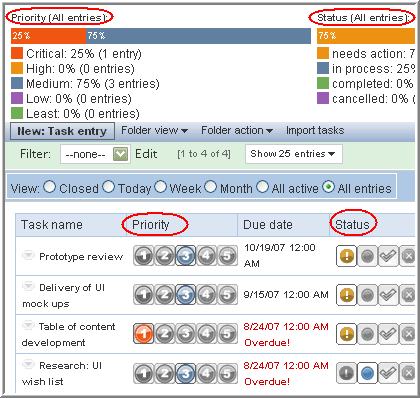 Priority (All entries): Status (All entries):
25% 75% 75%
Critical: 25% (1 entry) needs action: 7
High: 0% (0 entries) in process: 25%
Medium: 75% (3 entries) completed: 0%
Low: 0% (0 entries) cancelled: 0%
Least: 0% (0 entries)
New: Task entry Folder view Folder action Import tasks
Filter: --none-- Edit [1 to 4 of 4] Show 25 entries
View: Closed Today Week Month All active All entries
Task name Priority Due date Status
Prototype review 1 2 3 4 5 10/19/07 12:00 AM
Delivery of UI mock ups 1 2 3 4 5 9/15/07 12:00 AM
Table of content development 1 2 3 4 5 8/24/07 12:00 AM Overdue!
Research: UI wish list 1 2 3 4 5 8/24/07 12:00 AM Overdue!